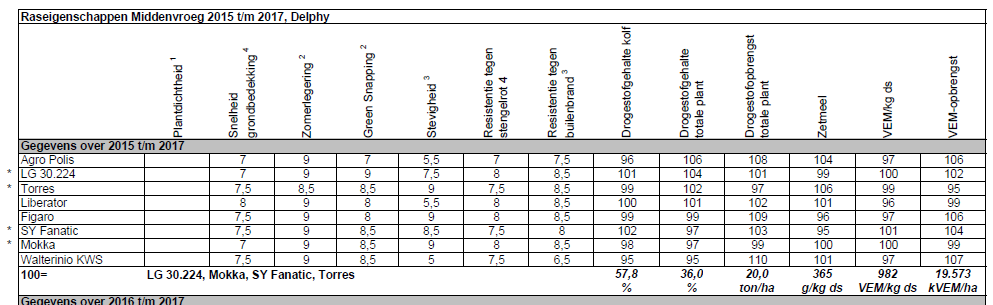 Raseigenschappen Middenvroeg 2015 t/m 2017, Delphy
Plantdichtheid 1 Snelheid grondbedekking 4 Zomerlegering 2 Green Snapping 2 Stevigheid 3 Resistentie tegen stengelrot 4 Resistentie tegen builenbrand 3 Drogestofgehalte kolf Drogestofgehalte totale plant Drogestofopbrengst totale plant Zetmeel VEM/kg ds VEM-opbrengst
Gegevens over 2015 t/m 2017
Agro Polis 7 9 7 5,5 7 7,5 96 106 108 104 97 106
* LG 30.224 7 9 9 7,5 8 8,5 101 104 101 99 100 102
* Torres 7,5 8,5 8,5 9 7,5 8,5 99 102 97 106 99 95
Liberator 8 9 8 5,5 8 8,5 100 101 102 101 96 99
Figaro 7,5 9 8 9 8 8,5 99 99 109 96 97 106
* SY Fanatic 7,5 9 8,5 8,5 7,5 8 102 97 103 95 101 104
* Mokka 7 9 8,5 9 8 8,5 98 97 99 100 100 99
Walterinio KWS 7,5 9 8,5 5 7,5 6,5 95 95 110 101 97 107
100= LG 30.224, Mokka, SY Fanatic, Torres 57,8 36,0 20,0 365 982 19.573
% % ton/ha g/kg ds VEM/kg ds kVEM/ha
Gegevens over 2016 t/m 2017